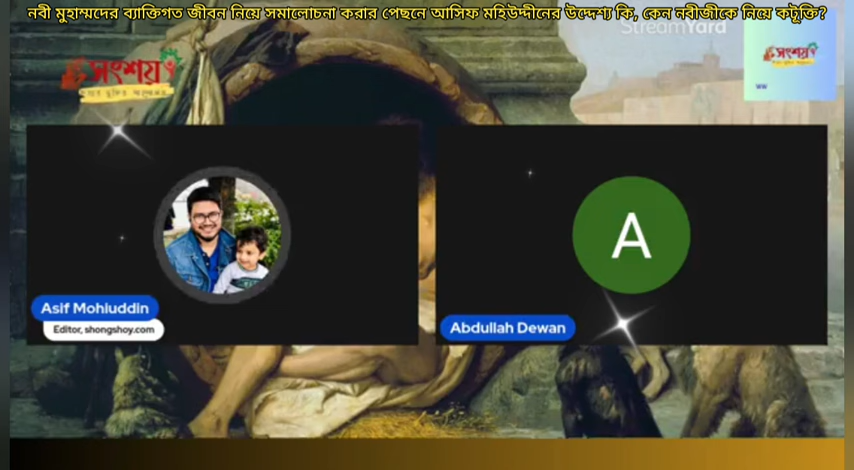 নবী মুহাম্মদের ব্যাক্তিগত জীবন নিয়ে সমালোচনা করার পেছনে আসিফ মহিউদ্দীনের উদ্দেশ্য কি, কেন নবীজীকে নিয়ে কটুক্তি?
StreamYard
সংশয়
সংশয়
A
Asif Mohiuddin
Editor, shongshoy.com
Abdullah Dewan